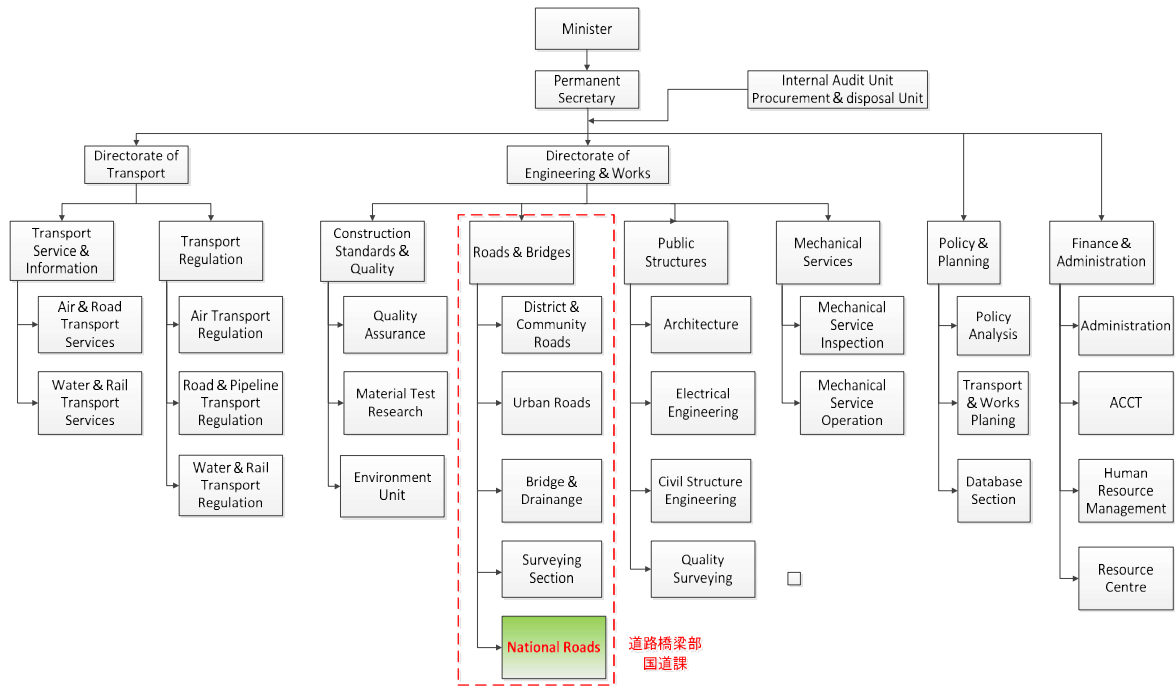 Minister
Permanent
Secretary
Internal Audit Unit
Procurement & disposal Unit
Directorate of
Transport
Directorate of
Engineering & Works
Transport
Service &
Information
Transport
Regulation
Construction
Standards &
Quality
Roads & Bridges
Public
Structures
Mechanical
Services
Policy &
Planning
Finance &
Administration
Air & Road
Transport
Services
Water & Rail
Transport
Services
Air Transport
Regulation
Road & Pipeline
Transport
Regulation
Water & Rail
Transport
Regulation
Quality
Assurance
Material Test
Research
Environment
Unit
District &
Community
Roads
Urban Roads
Bridge &
Drainange
Surveying
Section
National Roads
道路橋梁部
国道課
Architecture
Electrical
Engineering
Civil Structure
Engineering
Quality
Surveying
Mechanical
Service
Inspection
Mechanical
Service
Operation
Policy
Analysis
Transport
& Works
Planing
Database
Section
Administration
ACCT
Human
Resource
Management
Resource
Centre